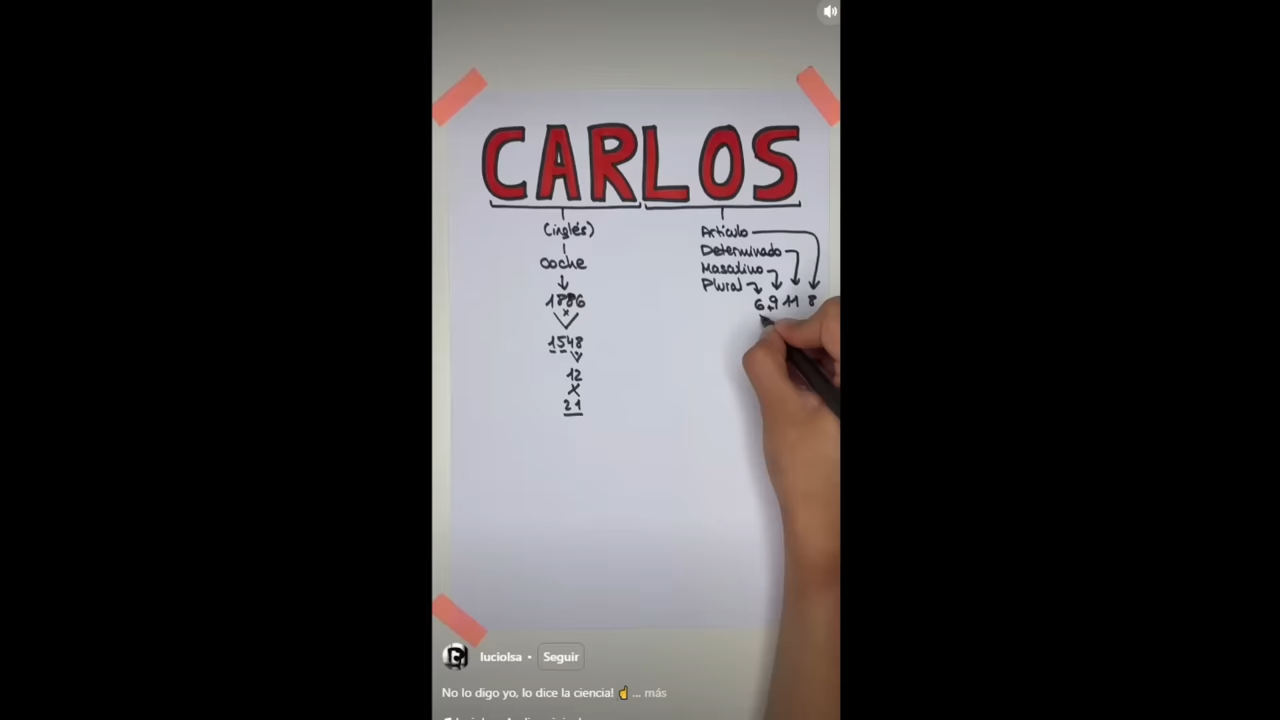 CARLOS
(inglés)
coche
1886
x
1548
12
x
21
Artículo
Determinado
Masculino
Plural
6 9 11 8
luciolsa • Seguir
No lo digo yo, lo dice la ciencia! ☝ ... más